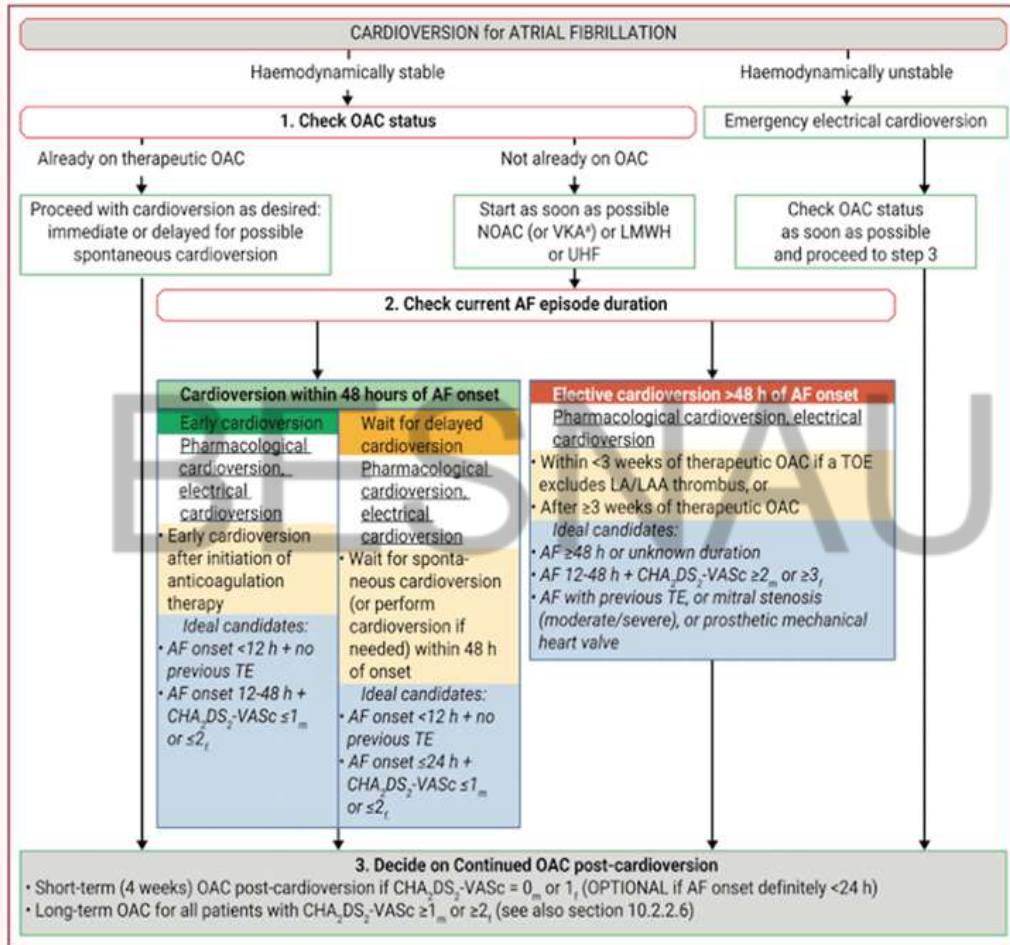 CARDIOVERSION for ATRIAL FIBRILLATION
Haemodynamically stable
Haemodynamically unstable
1. Check OAC status
Emergency electrical cardioversion
Already on therapeutic OAC
Not already on OAC
Proceed with cardioversion as desired:
immediate or delayed for possible
spontaneous cardioversion
Start as soon as possible
NOAC (or VKAª) or LMWH
or UHF
Check OAC status
as soon as possible
and proceed to step 3
2. Check current AF episode duration
Cardioversion within 48 hours of AF onset
Early cardioversion
Pharmacological
cardioversion,
electrical
cardioversion
• Early cardioversion
after initiation of
anticoagulation
therapy
Ideal candidates:
• AF onset <12 h + no
previous TE
• AF onset 12-48 h +
CHA₂DS₂-VASc ≤1m
or ≤2f
Wait for delayed
cardioversion
Pharmacological
cardioversion,
electrical
cardioversion
• Wait for sponta-
neous cardioversion
(or perform
cardioversion if
needed) within 48 h
of onset
Ideal candidates:
• AF onset <12 h + no
previous TE
• AF onset ≤24 h +
CHA₂DS₂-VASc ≤1m
or ≤2f
Elective cardioversion >48 h of AF onset
Pharmacological cardioversion, electrical
cardioversion
• Within <3 weeks of therapeutic OAC if a TOE
excludes LA/LAA thrombus, or
• After ≥3 weeks of therapeutic OAC
Ideal candidates:
• AF ≥48 h or unknown duration
• AF 12-48 h + CHA₂DS₂-VASc ≥2m or ≥3f
• AF with previous TE, or mitral stenosis
(moderate/severe), or prosthetic mechanical
heart valve
BESNAU
3. Decide on Continued OAC post-cardioversion
• Short-term (4 weeks) OAC post-cardioversion if CHA₂DS₂-VASc = 0m or 1f (OPTIONAL if AF onset definitely <24 h)
• Long-term OAC for all patients with CHA₂DS₂-VASc ≥1m or ≥2f (see also section 10.2.2.6)